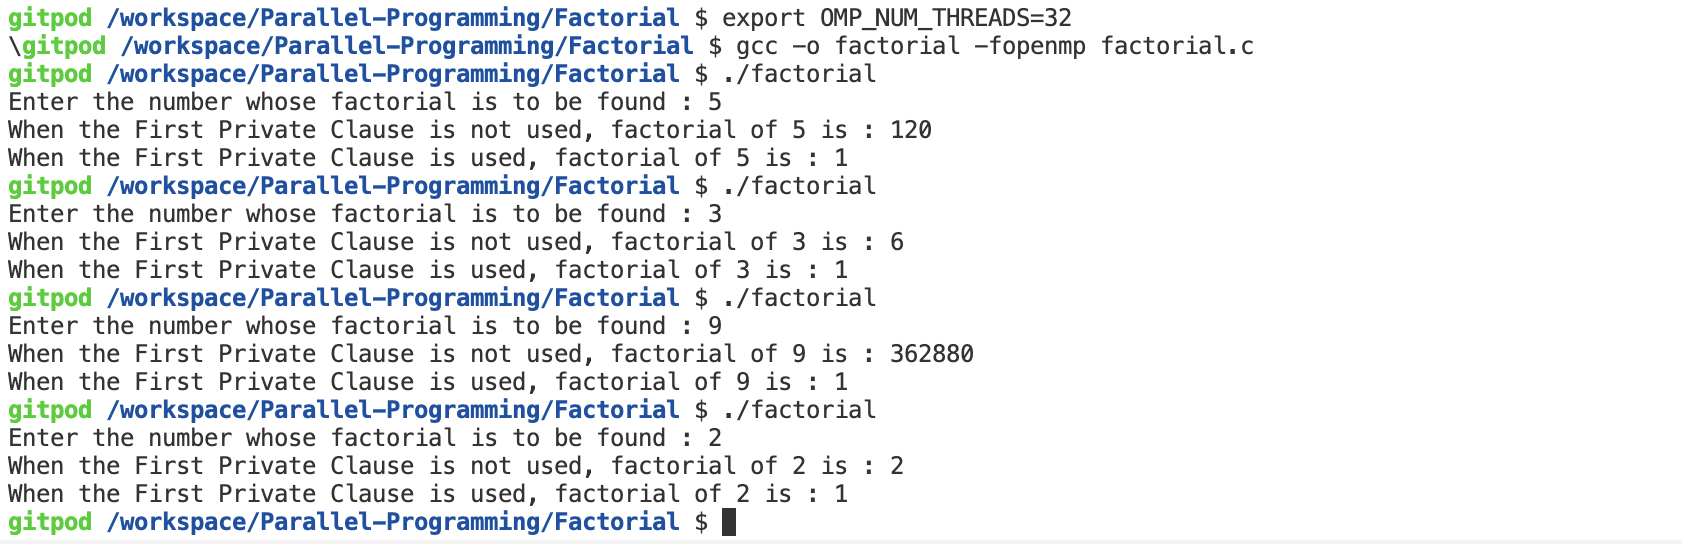 gitpod /workspace/Parallel-Programming/Factorial $ export OMP_NUM_THREADS=32
\gitpod /workspace/Parallel-Programming/Factorial $ gcc -o factorial -fopenmp factorial.c
gitpod /workspace/Parallel-Programming/Factorial $ ./factorial
Enter the number whose factorial is to be found : 5
When the First Private Clause is not used, factorial of 5 is : 120
When the First Private Clause is used, factorial of 5 is : 1
gitpod /workspace/Parallel-Programming/Factorial $ ./factorial
Enter the number whose factorial is to be found : 3
When the First Private Clause is not used, factorial of 3 is : 6
When the First Private Clause is used, factorial of 3 is : 1
gitpod /workspace/Parallel-Programming/Factorial $ ./factorial
Enter the number whose factorial is to be found : 9
When the First Private Clause is not used, factorial of 9 is : 362880
When the First Private Clause is used, factorial of 9 is : 1
gitpod /workspace/Parallel-Programming/Factorial $ ./factorial
Enter the number whose factorial is to be found : 2
When the First Private Clause is not used, factorial of 2 is : 2
When the First Private Clause is used, factorial of 2 is : 1
gitpod /workspace/Parallel-Programming/Factorial $